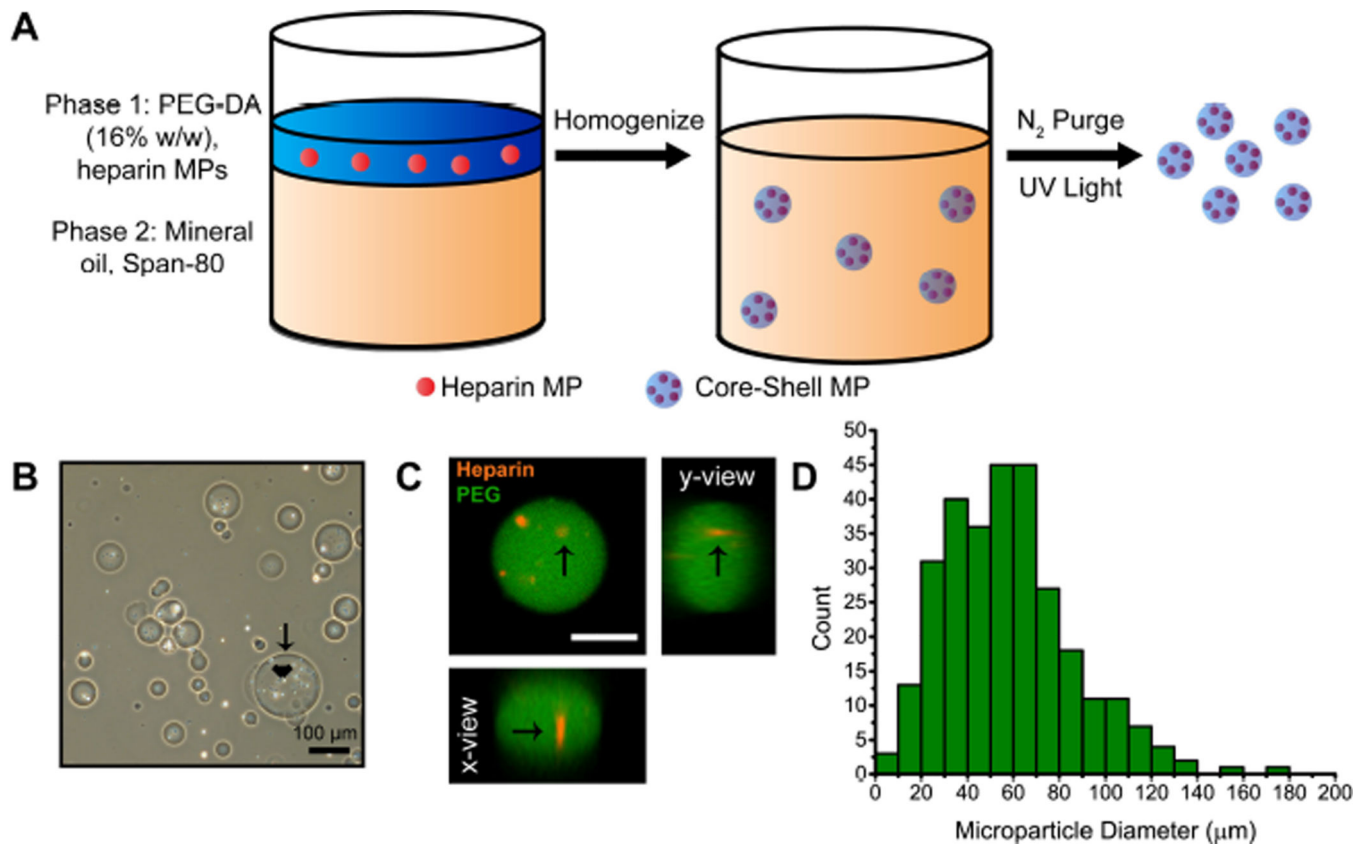 A
Phase 1: PEG-DA
(16% w/w),
heparin MPs
Phase 2: Mineral
oil, Span-80
Homogenize
N₂ Purge
UV Light
Heparin MP
Core-Shell MP
B
100 μm
C
Heparin
PEG
y-view
x-view
D
50
45
40
35
30
25
20
15
10
5
0
Count
0 20 40 60 80 100 120 140 160 180 200
Microparticle Diameter (μm)